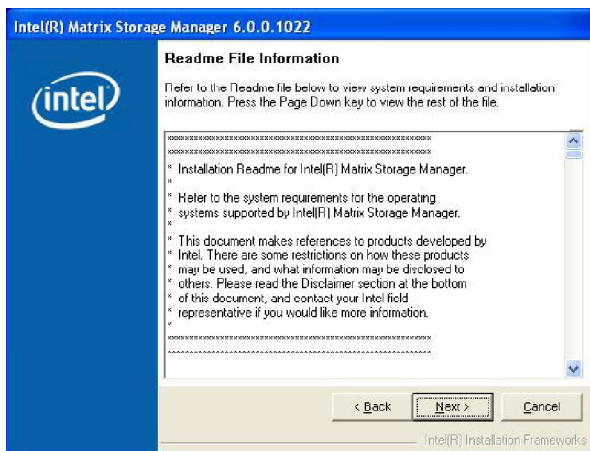 Intel(R) Matrix Storage Manager 6.0.0.1022
intel
Readme File Information
Refer to the Readme file below to view system requirements and installation
information. Press the Page Down key to view the rest of the file.
****************************************************
****************************************************
* Installation Readme for Intel(R) Matrix Storage Manager.
*
* Refer to the system requirements for the operating
* systems supported by Intel(R) Matrix Storage Manager.
*
* This document makes references to products developed by
* Intel. There are some restrictions on how these products
* may be used, and what information may be disclosed to
* others. Please read the Disclaimer section at the bottom
* of this document, and contact your Intel field
* representative if you would like more information.
*
****************************************************
****************************************************
< Back Next > Cancel
Intel(R) Installation Frameworks